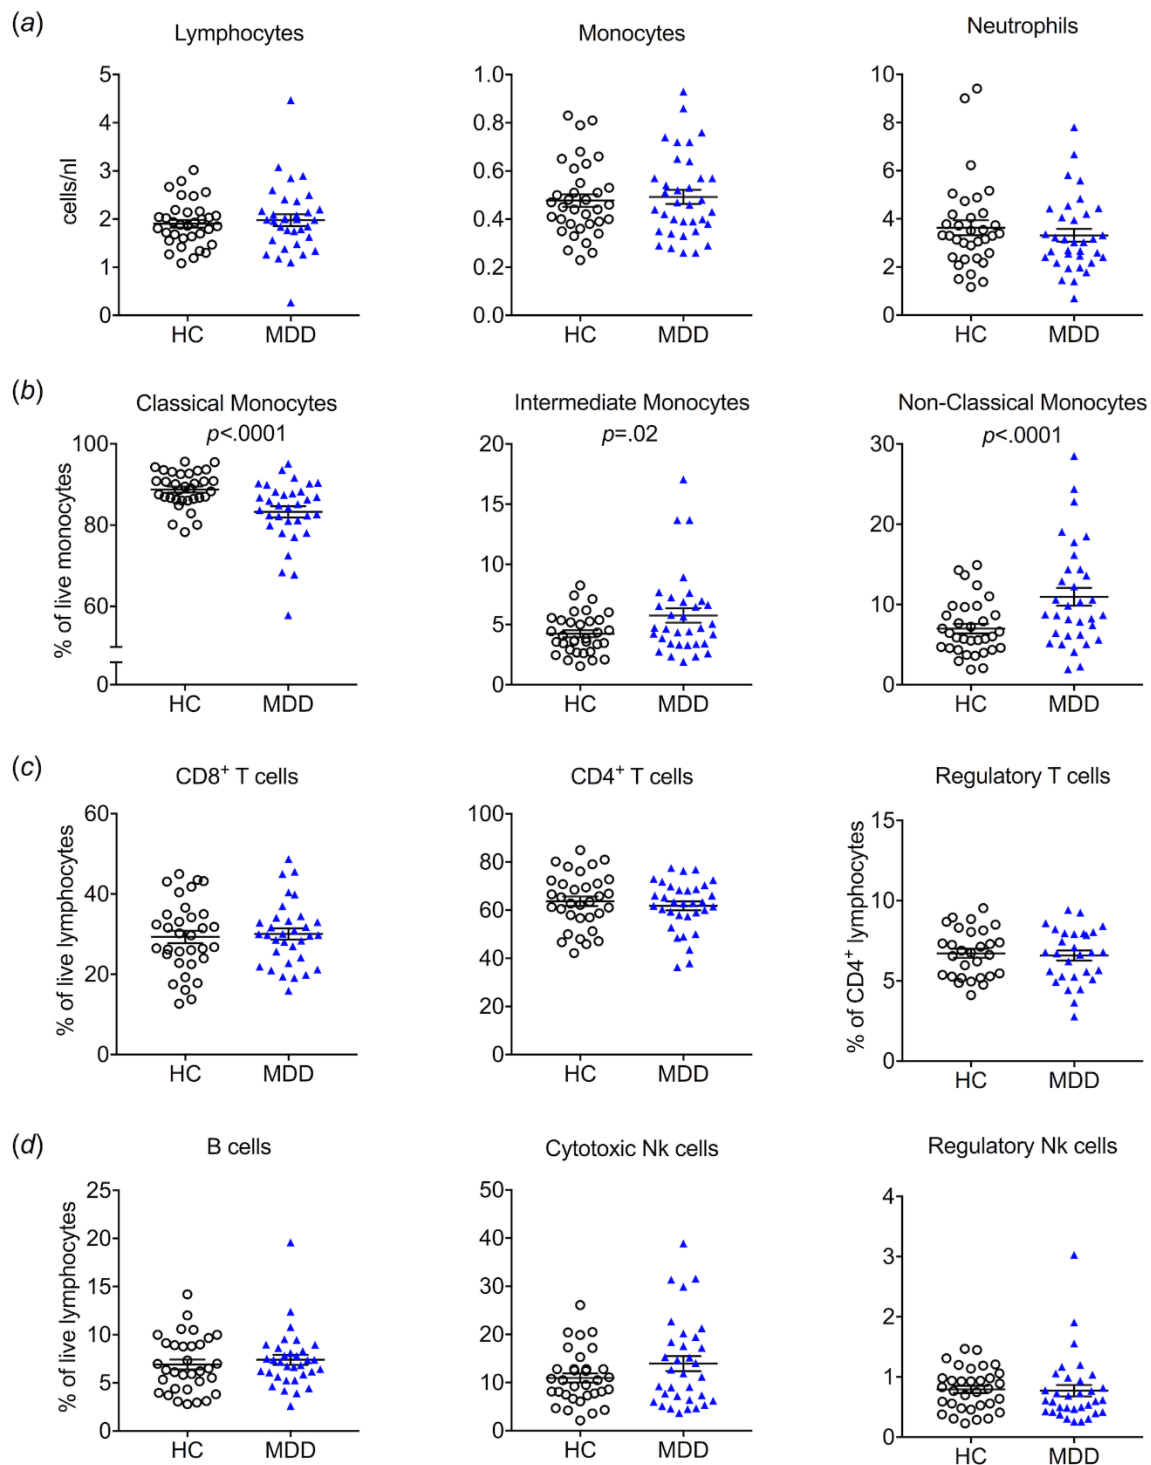 (a)
Lymphocytes
Monocytes
Neutrophils
cells/nl
5
4
3
2
1
0
HC
MDD
1.0
0.8
0.6
0.4
0.2
0.0
HC
MDD
10
8
6
4
2
0
HC
MDD
(b)
Classical Monocytes
p<.0001
Intermediate Monocytes
p=.02
Non-Classical Monocytes
p<.0001
% of live monocytes
100
80
60
0
HC
MDD
20
15
10
5
0
HC
MDD
30
20
10
0
HC
MDD
(c)
CD8+ T cells
CD4+ T cells
Regulatory T cells
% of live lymphocytes
60
40
20
0
HC
MDD
100
80
60
40
20
0
HC
MDD
% of CD4+ lymphocytes
15
10
5
0
HC
MDD
(d)
B cells
Cytotoxic Nk cells
Regulatory Nk cells
% of live lymphocytes
25
20
15
10
5
0
HC
MDD
50
40
30
20
10
0
HC
MDD
4
3
2
1
0
HC
MDD